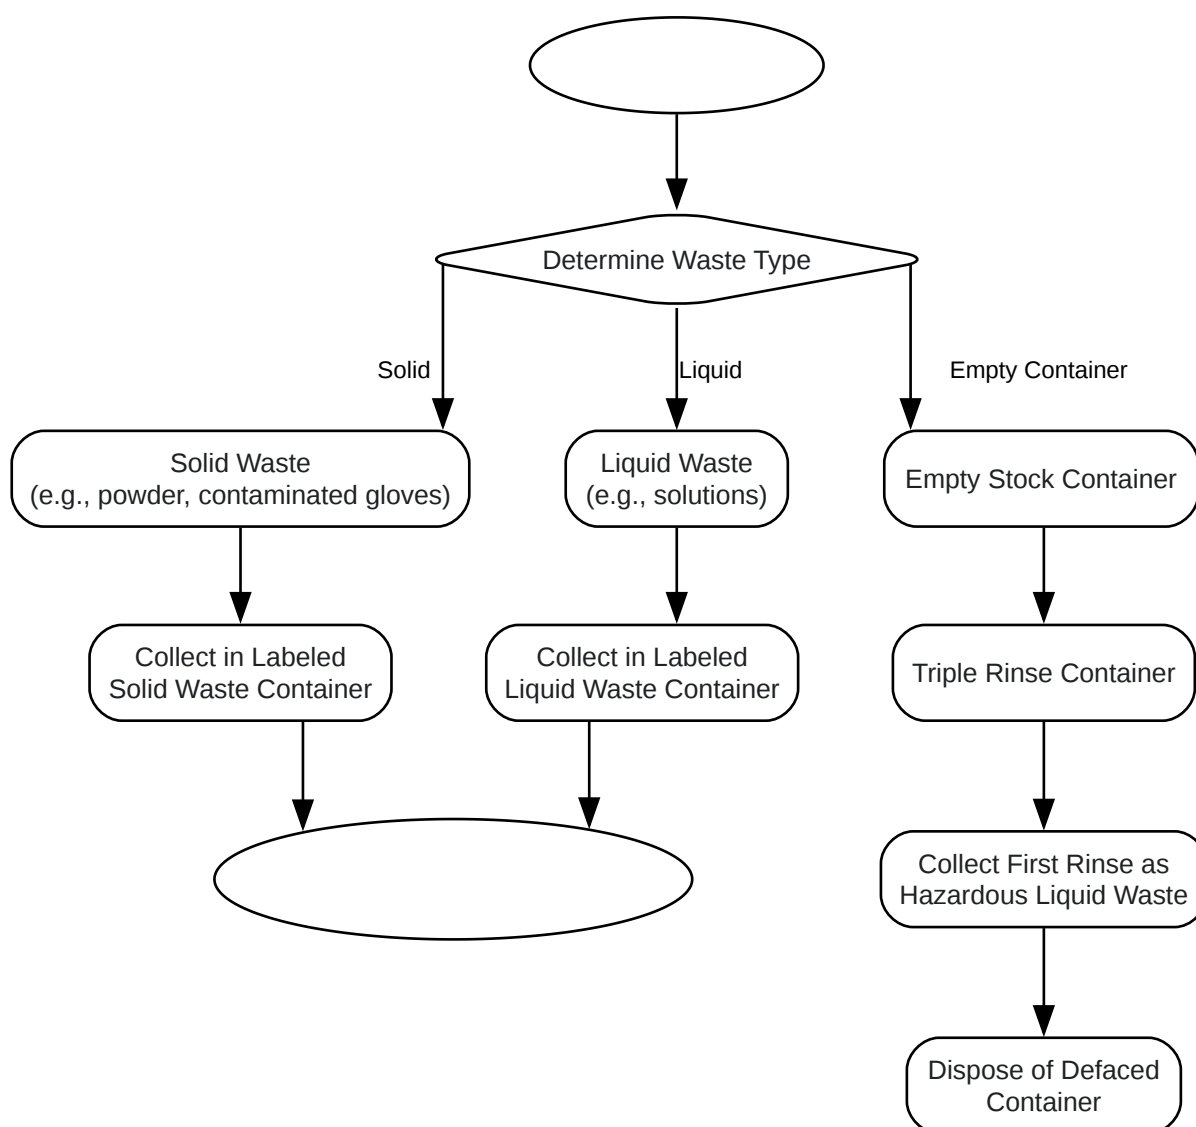 Determine Waste Type
Solid
Liquid
Empty Container
Solid Waste
(e.g., powder, contaminated gloves)
Liquid Waste
(e.g., solutions)
Empty Stock Container
Collect in Labeled
Solid Waste Container
Collect in Labeled
Liquid Waste Container
Triple Rinse Container
Collect First Rinse as
Hazardous Liquid Waste
Dispose of Defaced
Container